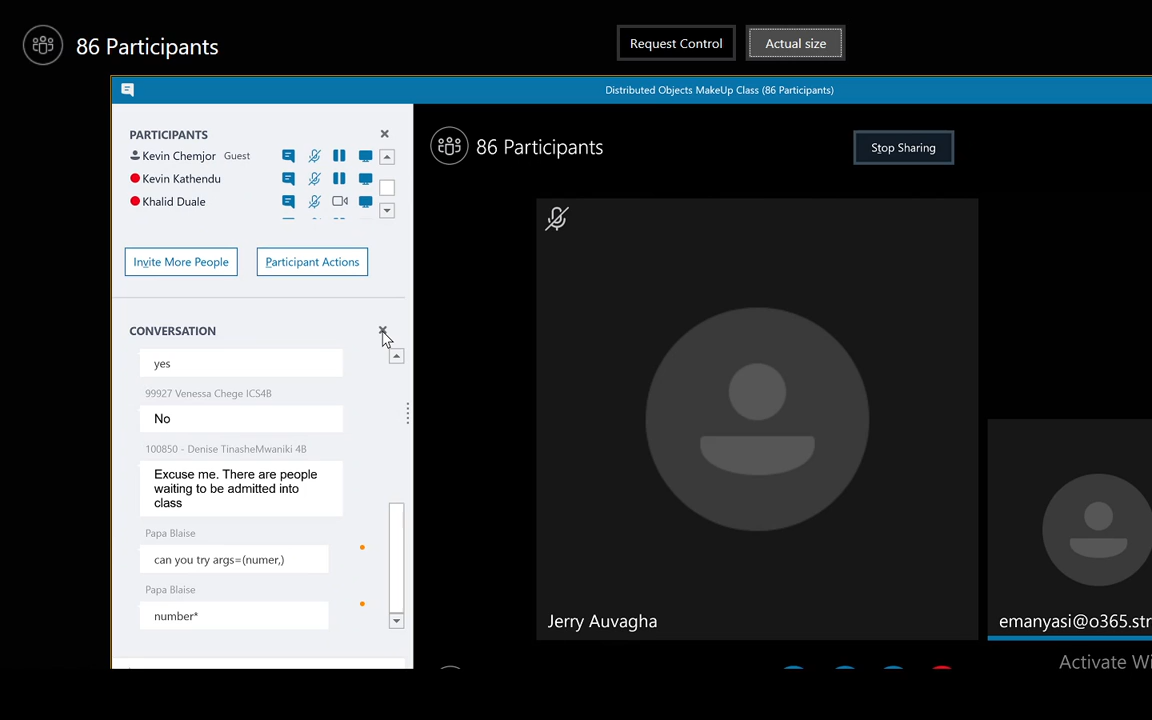 86 Participants
Request Control
Actual size
Distributed Objects MakeUp Class (86 Participants)
PARTICIPANTS
Kevin Chemjor Guest
Kevin Kathendu
Khalid Duale
Invite More People
Participant Actions
86 Participants
Stop Sharing
CONVERSATION
yes
99927 Venessa Chege ICS4B
No
100850 - Denise TinasheMwaniki 4B
Excuse me. There are people
waiting to be admitted into
class
Papa Blaise
can you try args=(numer,)
Papa Blaise
number*
Jerry Auvagha
emanyasi@o365.str
Activate Wi